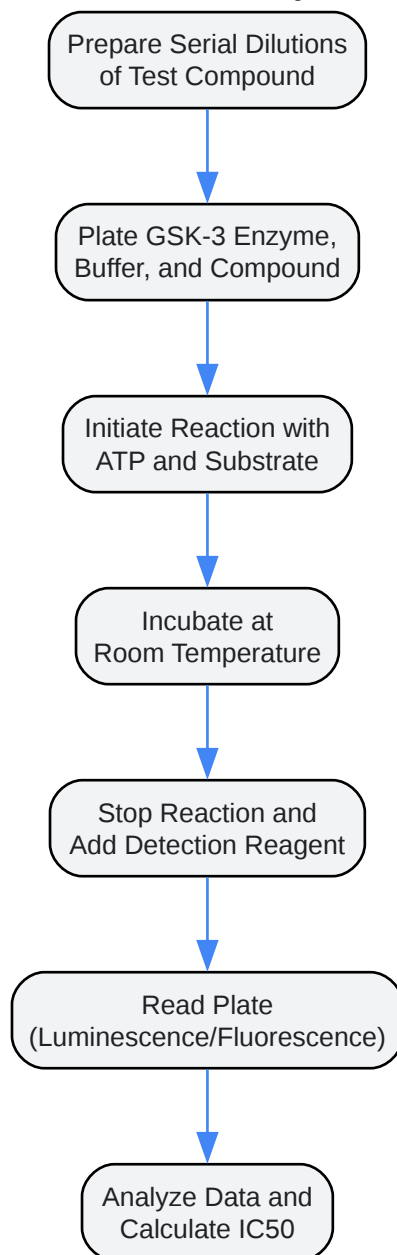 Prepare Serial Dilutions
of Test Compound
Plate GSK-3 Enzyme,
Buffer, and Compound
Initiate Reaction with
ATP and Substrate
Incubate at
Room Temperature
Stop Reaction and
Add Detection Reagent
Read Plate
(Luminescence/Fluorescence)
Analyze Data and
Calculate IC50